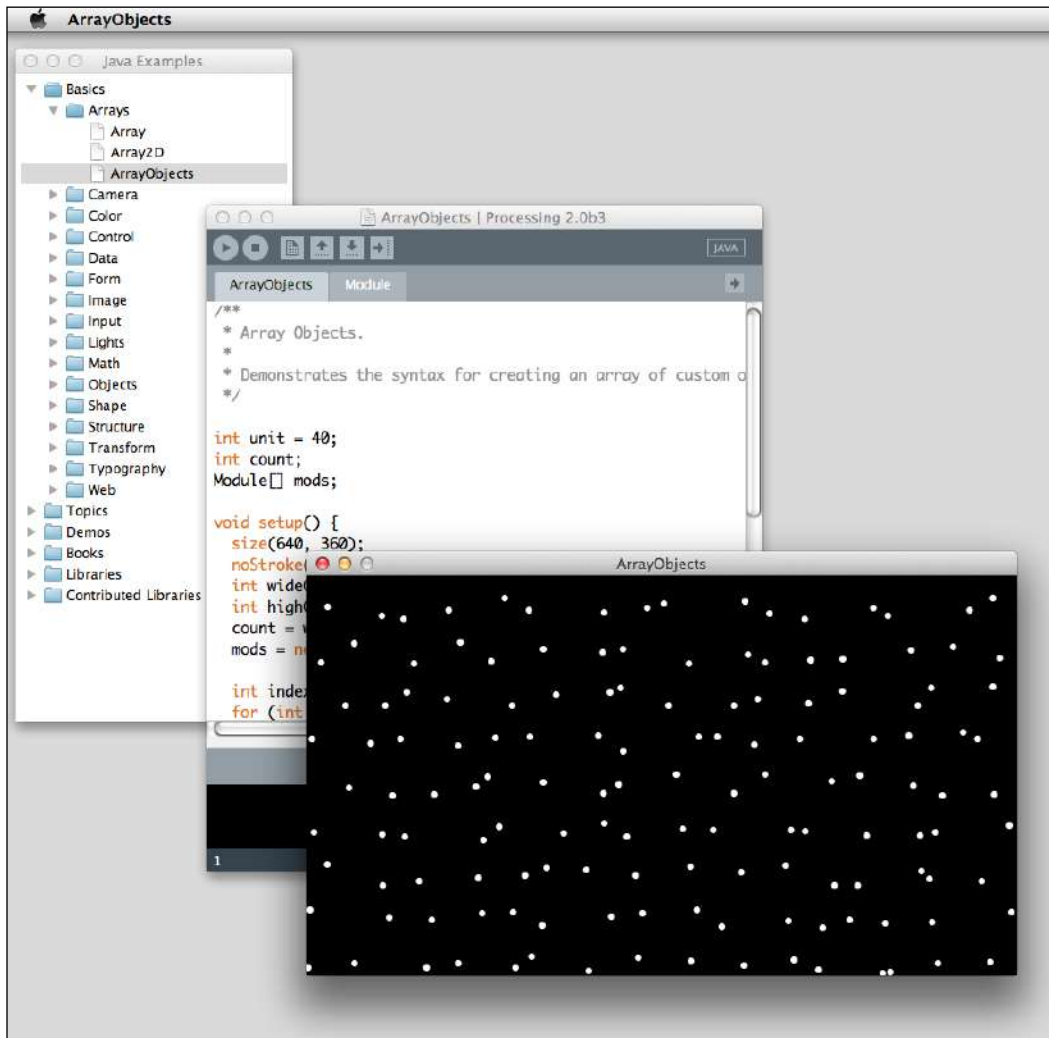 ArrayObjects
Java Examples
Basics
Arrays
Array
Array2D
ArrayObjects
Camera
Color
Control
Data
Form
Image
Input
Lights
Math
Objects
Shape
Structure
Transform
Typography
Web
Topics
Demos
Books
Libraries
Contributed Libraries
ArrayObjects | Processing 2.0b3
JAVA
ArrayObjects Module
/**
* Array Objects.
*
* Demonstrates the syntax for creating an array of custom o
*/
int unit = 40;
int count;
Module[] mods;
void setup() {
size(640, 360);
noStroke(
int wide
int high
count =
mods = ne
int index
for (int
1
ArrayObjects